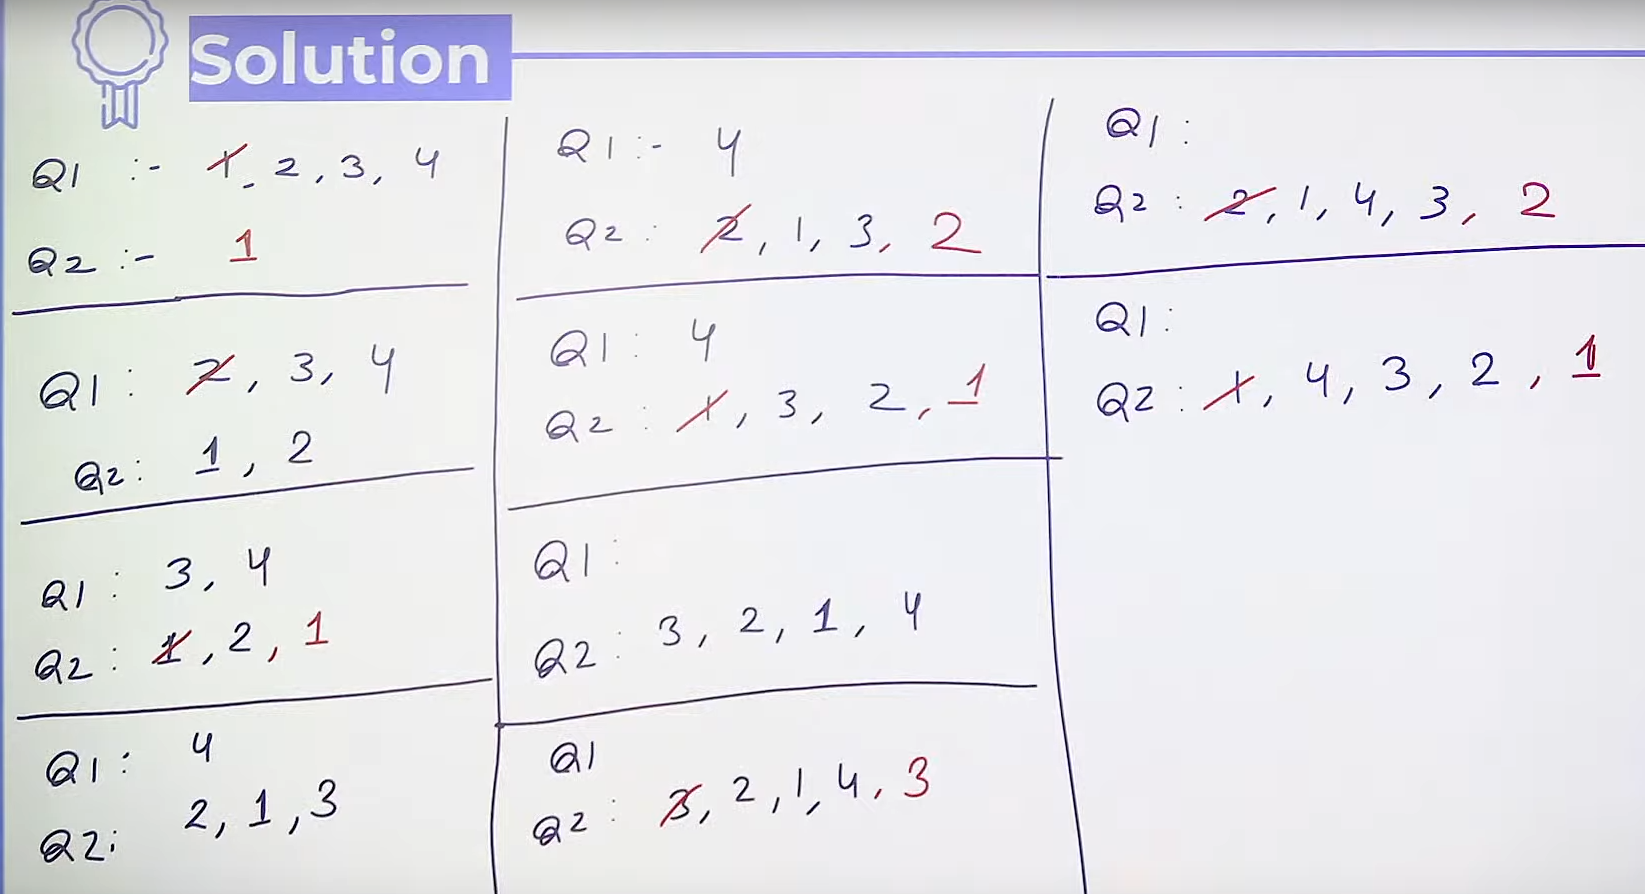 Solution
Q1 :- 1, 2, 3, 4
Q2 :- 1
Q1 : 2, 3, 4
Q2: 1, 2
Q1 : 3, 4
Q2 : 1, 2, 1
Q1 : 4
Q2: 2, 1, 3
Q1 :- 4
Q2 : 2, 1, 3, 2
Q1 : 4
Q2 : 1, 3, 2, 1
Q1 :
Q2 : 3, 2, 1, 4
Q1
Q2 : 3, 2, 1, 4, 3
Q1 :
Q2 : 2, 1, 4, 3, 2
Q1 :
Q2 : 1, 4, 3, 2, 1